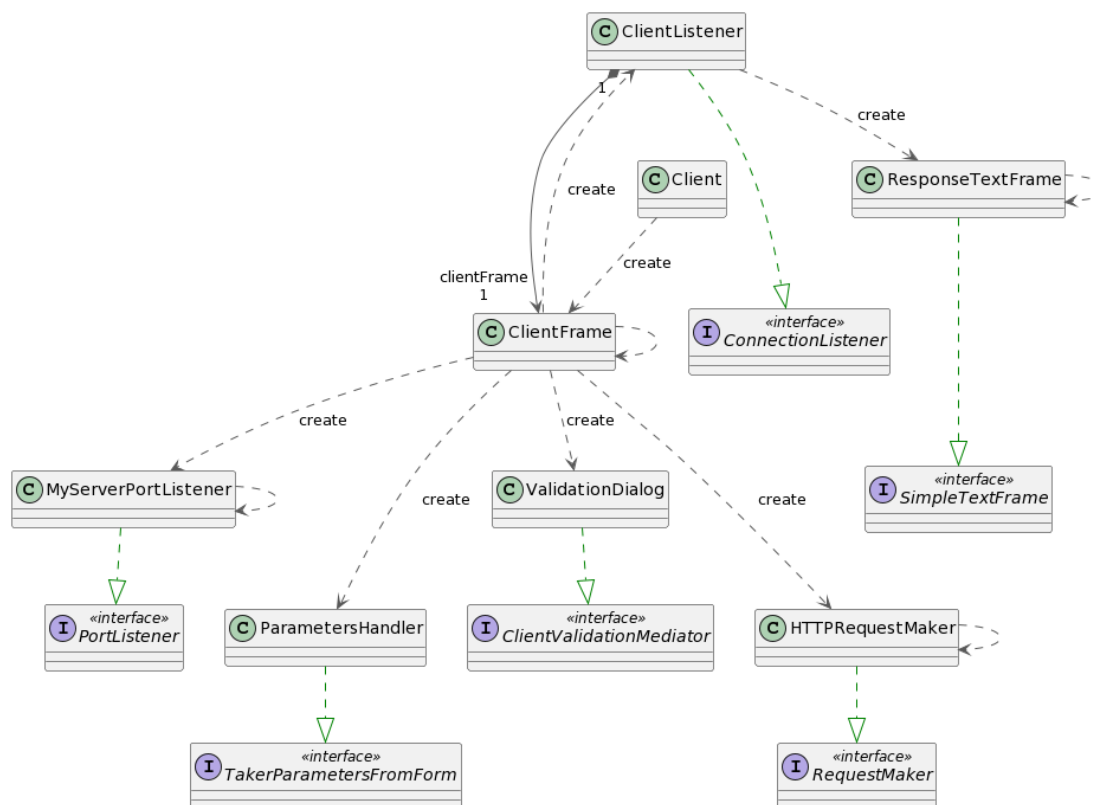 C ClientListener
1
create
create
C Client
C ResponseTextFrame
create
clientFrame
1
C ClientFrame
«interface»
I ConnectionListener
create
create
create
create
C MyServerPortListener
C ValidationDialog
«interface»
I SimpleTextFrame
«interface»
I PortListener
C ParametersHandler
«interface»
I ClientValidationMediator
C HTTPRequestMaker
«interface»
I TakerParametersFromForm
«interface»
I RequestMaker